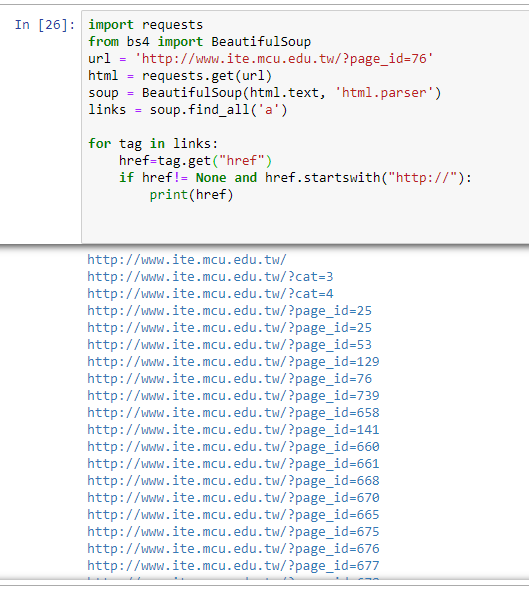 In [26]:
import requests
from bs4 import BeautifulSoup
url = 'http://www.ite.mcu.edu.tw/?page_id=76'
html = requests.get(url)
soup = BeautifulSoup(html.text, 'html.parser')
links = soup.find_all('a')
for tag in links:
    href=tag.get("href")
    if href!= None and href.startswith("http://"):
        print(href)
http://www.ite.mcu.edu.tw/
http://www.ite.mcu.edu.tw/?cat=3
http://www.ite.mcu.edu.tw/?cat=4
http://www.ite.mcu.edu.tw/?page_id=25
http://www.ite.mcu.edu.tw/?page_id=25
http://www.ite.mcu.edu.tw/?page_id=53
http://www.ite.mcu.edu.tw/?page_id=129
http://www.ite.mcu.edu.tw/?page_id=76
http://www.ite.mcu.edu.tw/?page_id=739
http://www.ite.mcu.edu.tw/?page_id=658
http://www.ite.mcu.edu.tw/?page_id=141
http://www.ite.mcu.edu.tw/?page_id=660
http://www.ite.mcu.edu.tw/?page_id=661
http://www.ite.mcu.edu.tw/?page_id=668
http://www.ite.mcu.edu.tw/?page_id=670
http://www.ite.mcu.edu.tw/?page_id=665
http://www.ite.mcu.edu.tw/?page_id=675
http://www.ite.mcu.edu.tw/?page_id=676
http://www.ite.mcu.edu.tw/?page_id=677